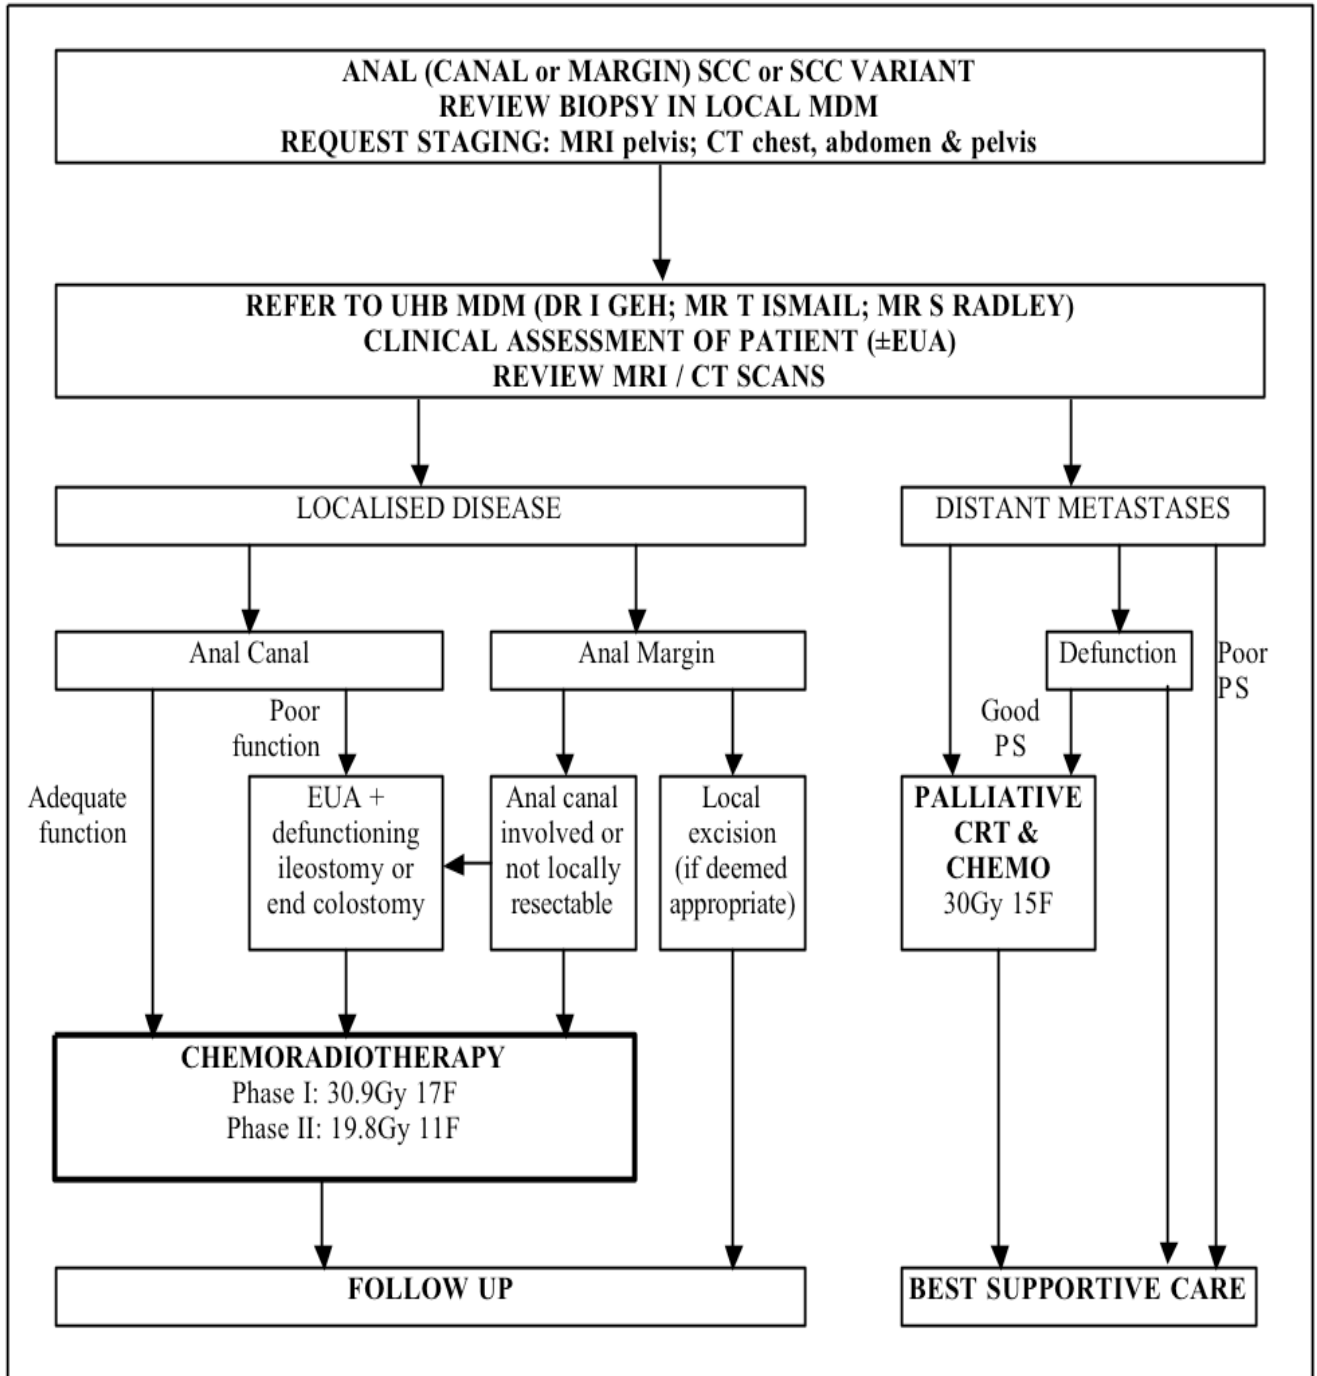 ANAL (CANAL or MARGIN) SCC or SCC VARIANT
REVIEW BIOPSY IN LOCAL MDM
REQUEST STAGING: MRI pelvis; CT chest, abdomen & pelvis
REFER TO UHB MDM (DR I GEH; MR T ISMAIL; MR S RADLEY)
CLINICAL ASSESSMENT OF PATIENT (±EUA)
REVIEW MRI / CT SCANS
LOCALISED DISEASE
DISTANT METASTASES
Anal Canal
Anal Margin
Defunction
Poor
PS
Poor
function
Good
PS
Adequate
function
EUA +
defunctioning
ileostomy or
end colostomy
Anal canal
involved or
not locally
resectable
Local
excision
(if deemed
appropriate)
PALLIATIVE
CRT &
CHEMO
30Gy 15F
CHEMORADIOTHERAPY
Phase I: 30.9Gy 17F
Phase II: 19.8Gy 11F
FOLLOW UP
BEST SUPPORTIVE CARE